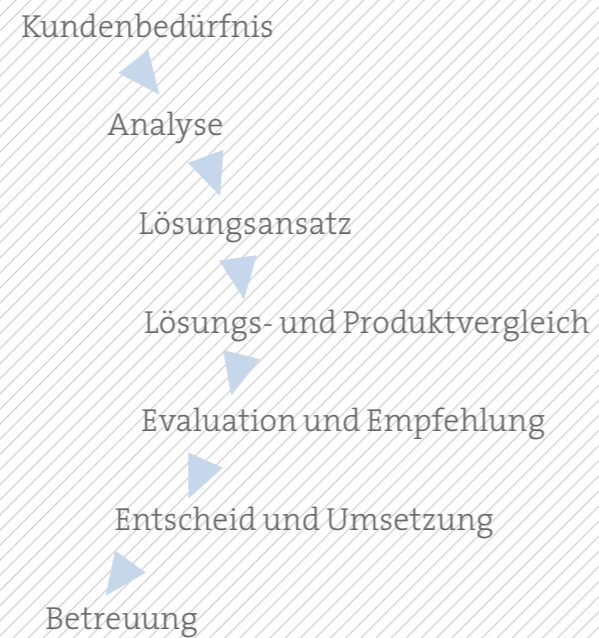 Kundenbedürfnis
Analyse
Lösungsansatz
Lösungs- und Produktvergleich
Evaluation und Empfehlung
Entscheid und Umsetzung
Betreuung